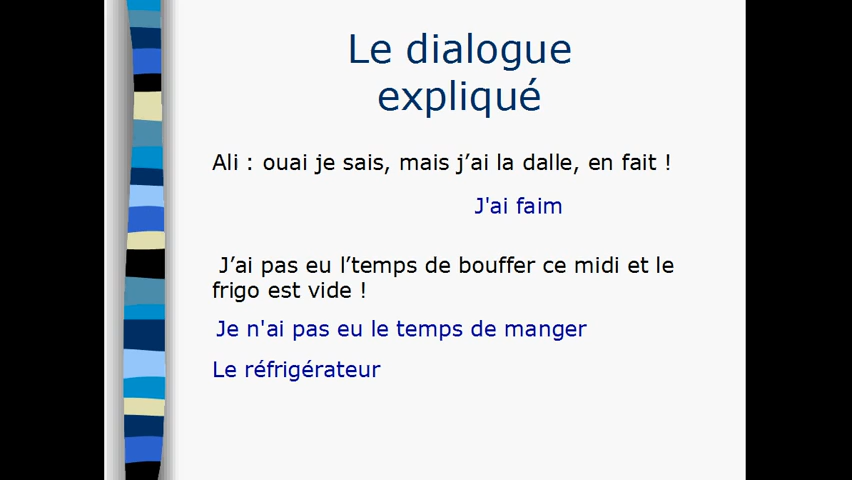 Le dialogue
expliqué
Ali : ouai je sais, mais j’ai la dalle, en fait !
J'ai faim
J’ai pas eu l’temps de bouffer ce midi et le
frigo est vide !
Je n'ai pas eu le temps de manger
Le réfrigérateur